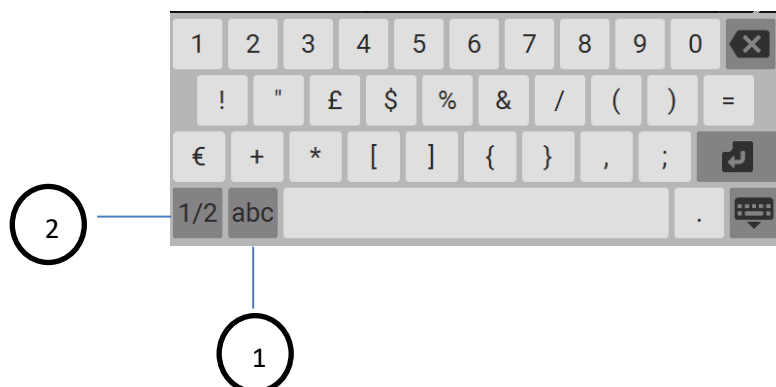 1 2 3 4 5 6 7 8 9 0
! " £ $ % & / ( ) =
€ + * [ ] { } , ;
1/2 abc .
2
1